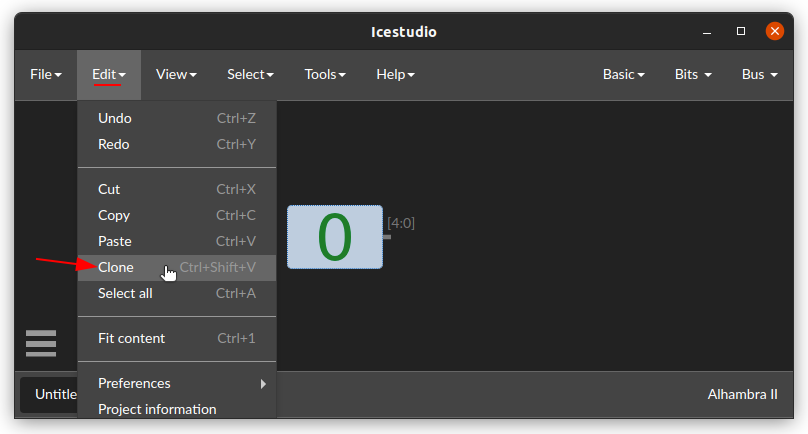 Icestudio
File Edit View Select Tools Help Basic Bits Bus
Undo Ctrl+Z
Redo Ctrl+Y
Cut Ctrl+X
Copy Ctrl+C
Paste Ctrl+V
Clone Ctrl+Shift+V
Select all Ctrl+A
Fit content Ctrl+1
Preferences
Project information
0 [4:0]
Untitle
Alhambra II